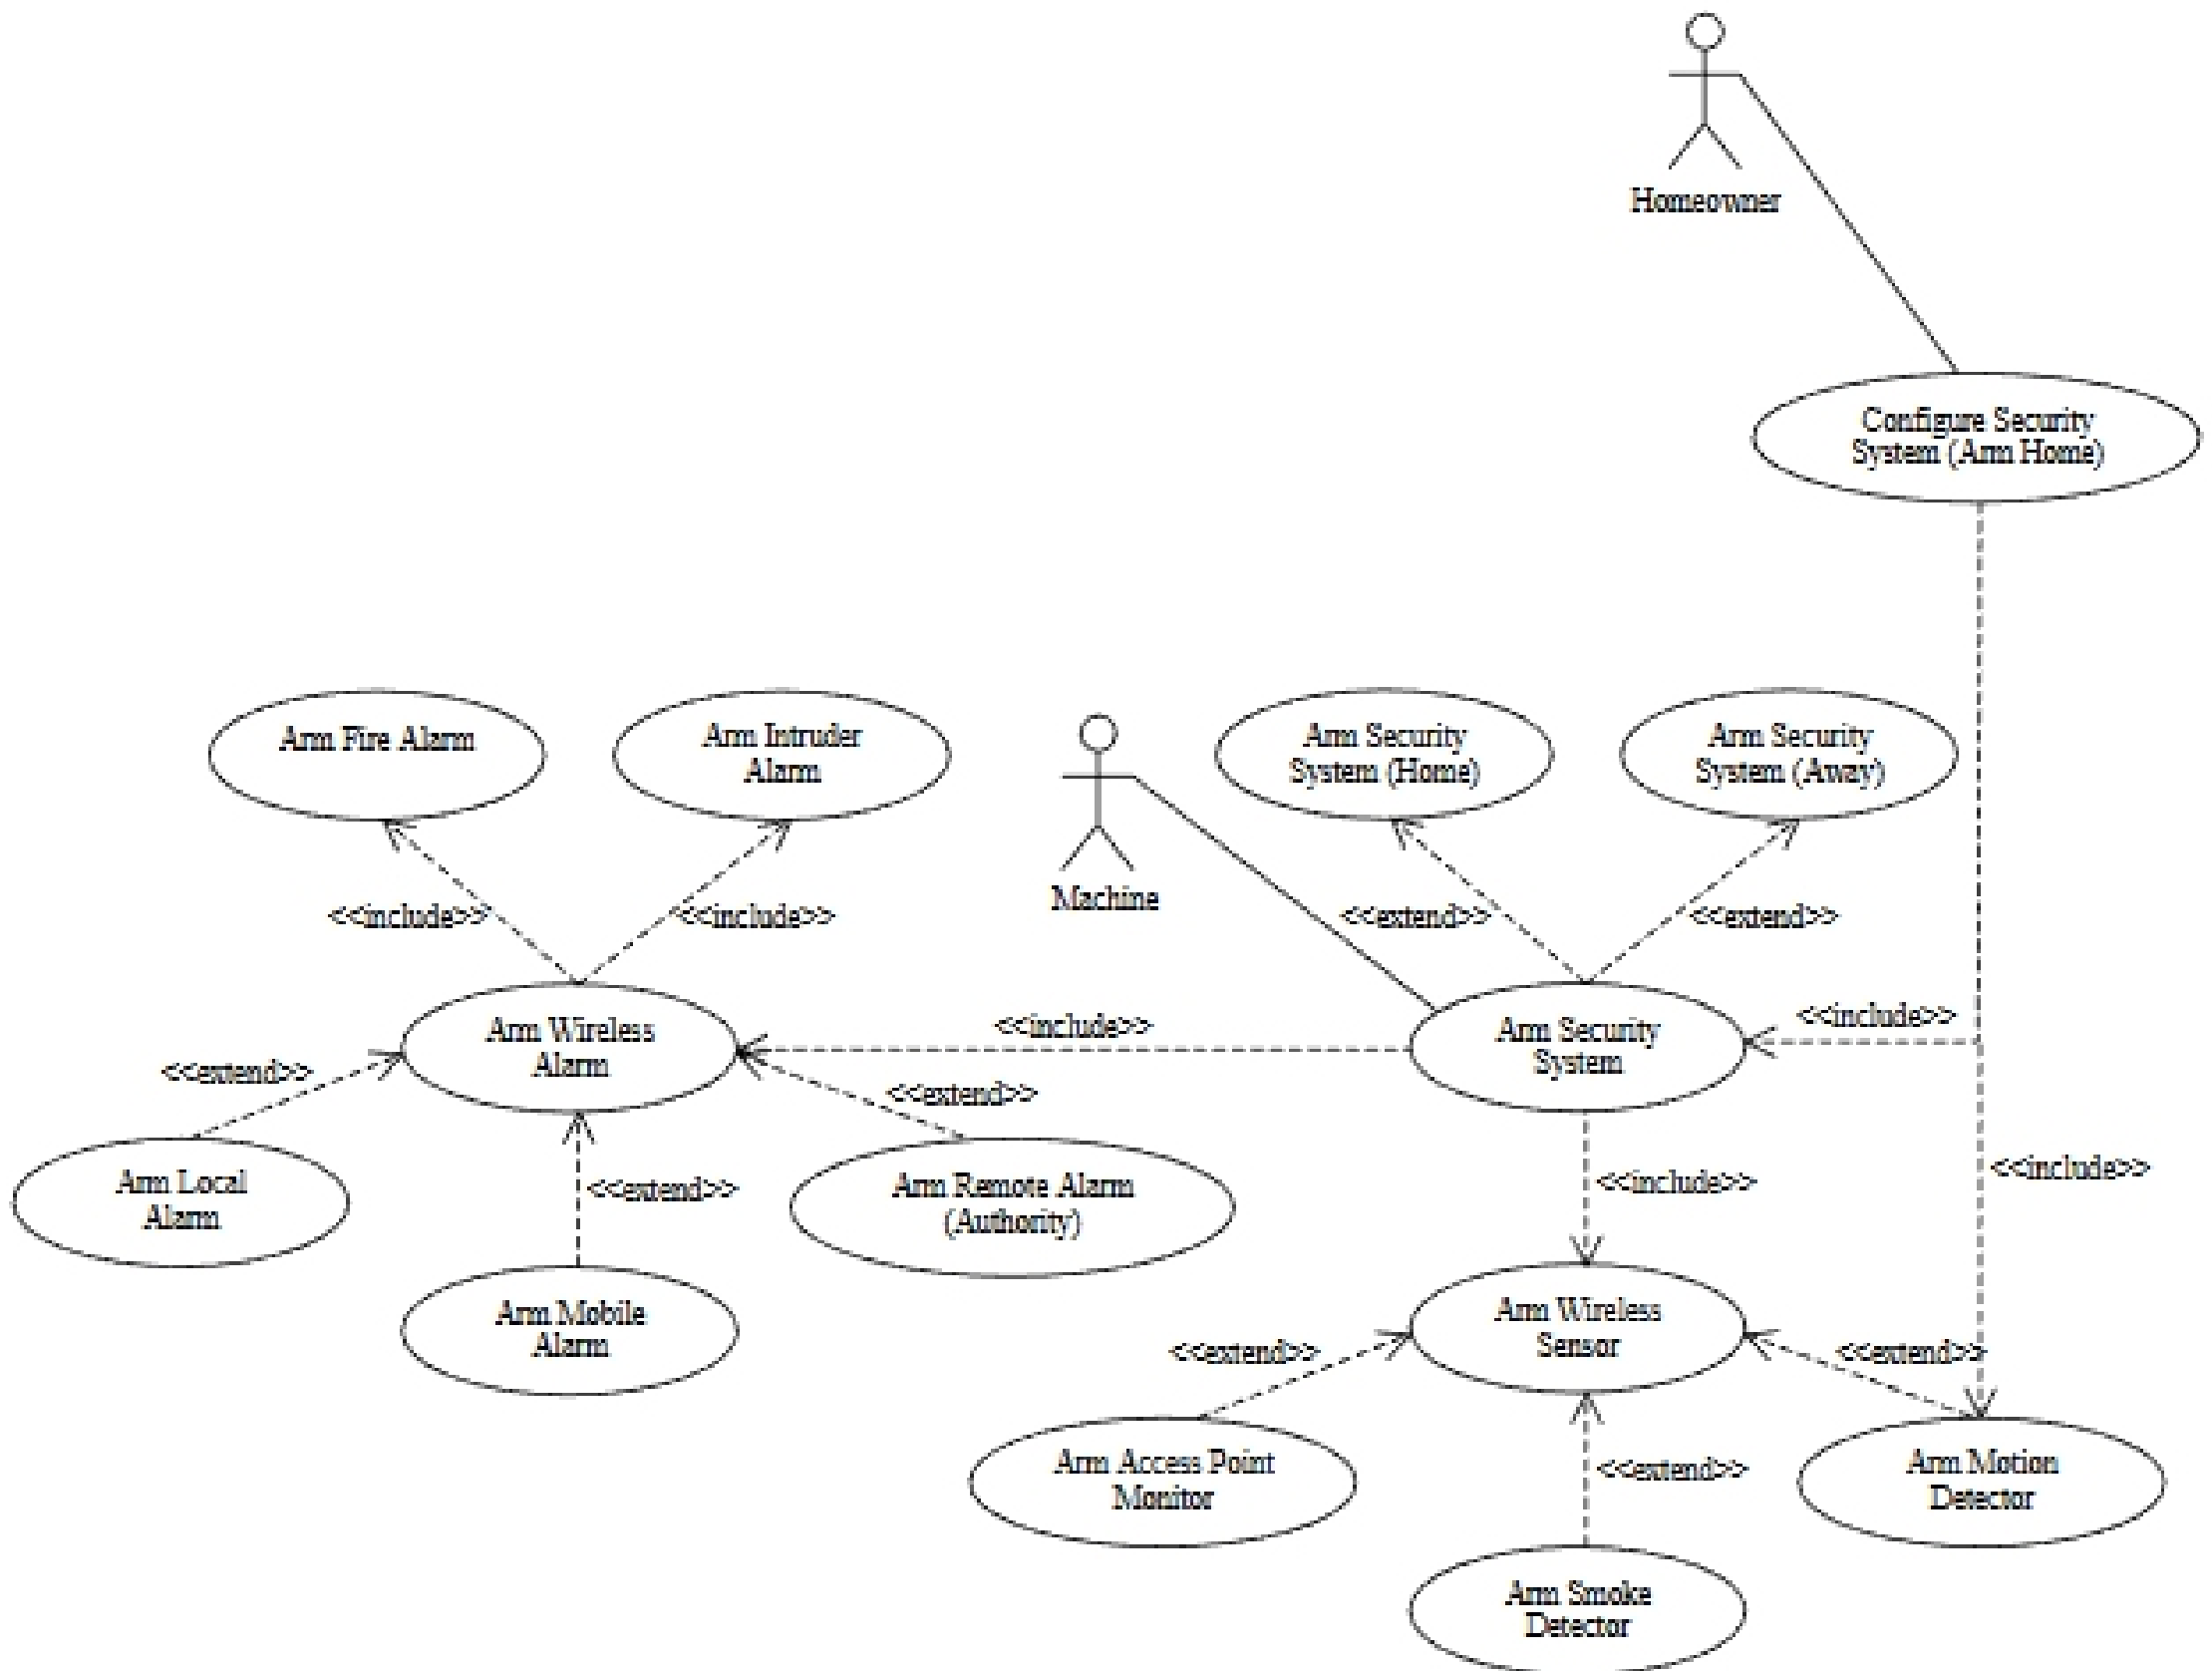 Homeowner
Configure Security
System (Arm Home)
Arm Fire Alarm
Arm Intruder
Alarm
Machine
Arm Security
System (Home)
Arm Security
System (Away)
<<include>>
<<include>>
<<extend>>
<<extend>>
Arm Wireless
Alarm
<<include>>
Arm Security
System
<<include>>
<<extend>>
<<extend>>
Arm Local
Alarm
<<extend>>
Arm Remote Alarm
(Authority)
<<include>>
<<include>>
Arm Mobile
Alarm
Arm Wireless
Sensor
<<extend>>
<<extend>>
Arm Access Point
Monitor
<<extend>>
Arm Motion
Detector
Arm Smoke
Detector